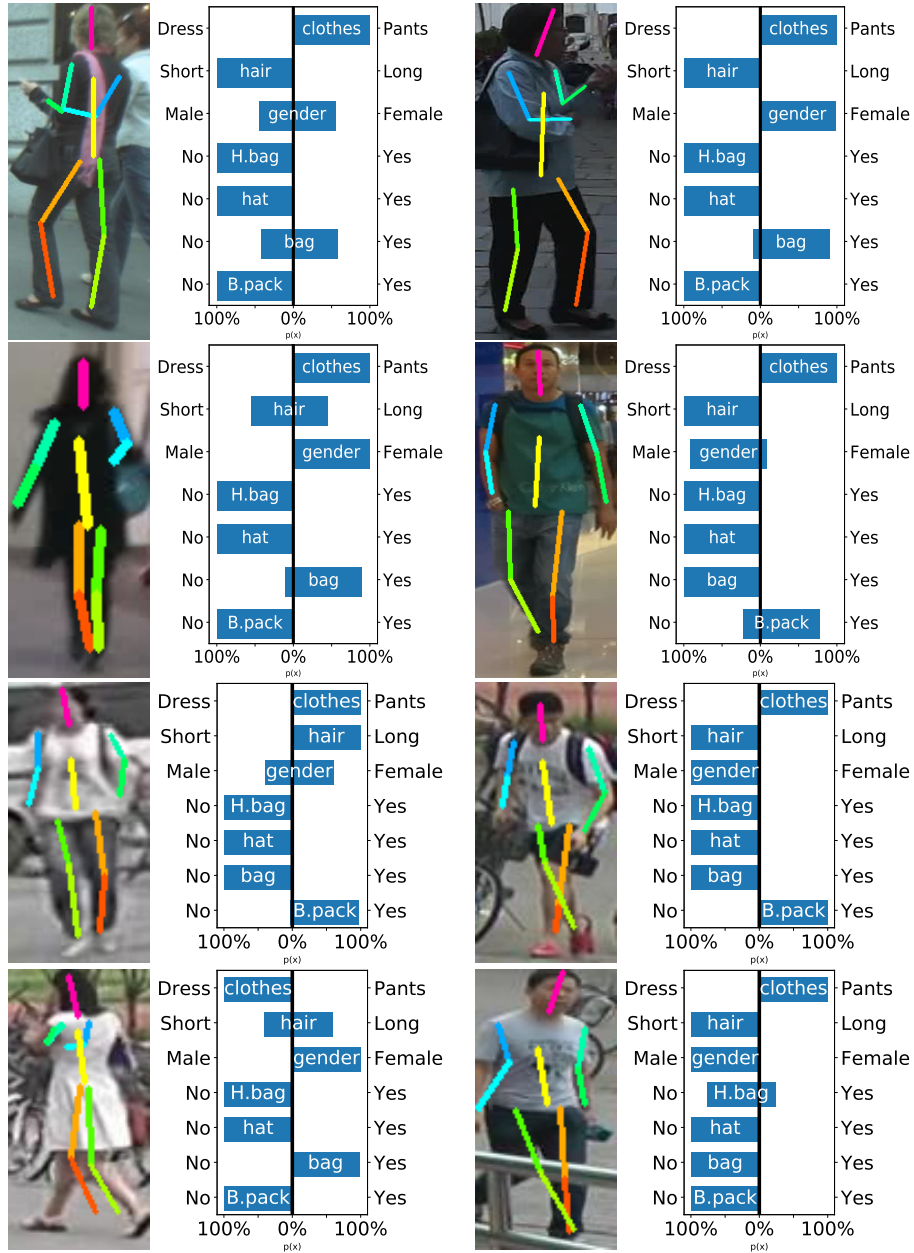 Dress clothes Pants
Short hair Long
Male gender Female
No H.bag Yes
No hat Yes
No bag Yes
No B.pack Yes
100% 0% 100%
p(x)
Dress clothes Pants
Short hair Long
Male gender Female
No H.bag Yes
No hat Yes
No bag Yes
No B.pack Yes
100% 0% 100%
p(x)
Dress clothes Pants
Short hair Long
Male gender Female
No H.bag Yes
No hat Yes
No bag Yes
No B.pack Yes
100% 0% 100%
p(x)
Dress clothes Pants
Short hair Long
Male gender Female
No H.bag Yes
No hat Yes
No bag Yes
No B.pack Yes
100% 0% 100%
p(x)
Dress clothes Pants
Short hair Long
Male gender Female
No H.bag Yes
No hat Yes
No bag Yes
No B.pack Yes
100% 0% 100%
p(x)
Dress clothes Pants
Short hair Long
Male gender Female
No H.bag Yes
No hat Yes
No bag Yes
No B.pack Yes
100% 0% 100%
p(x)
Dress clothes Pants
Short hair Long
Male gender Female
No H.bag Yes
No hat Yes
No bag Yes
No B.pack Yes
100% 0% 100%
p(x)
Dress clothes Pants
Short hair Long
Male gender Female
No H.bag Yes
No hat Yes
No bag Yes
No B.pack Yes
100% 0% 100%
p(x)